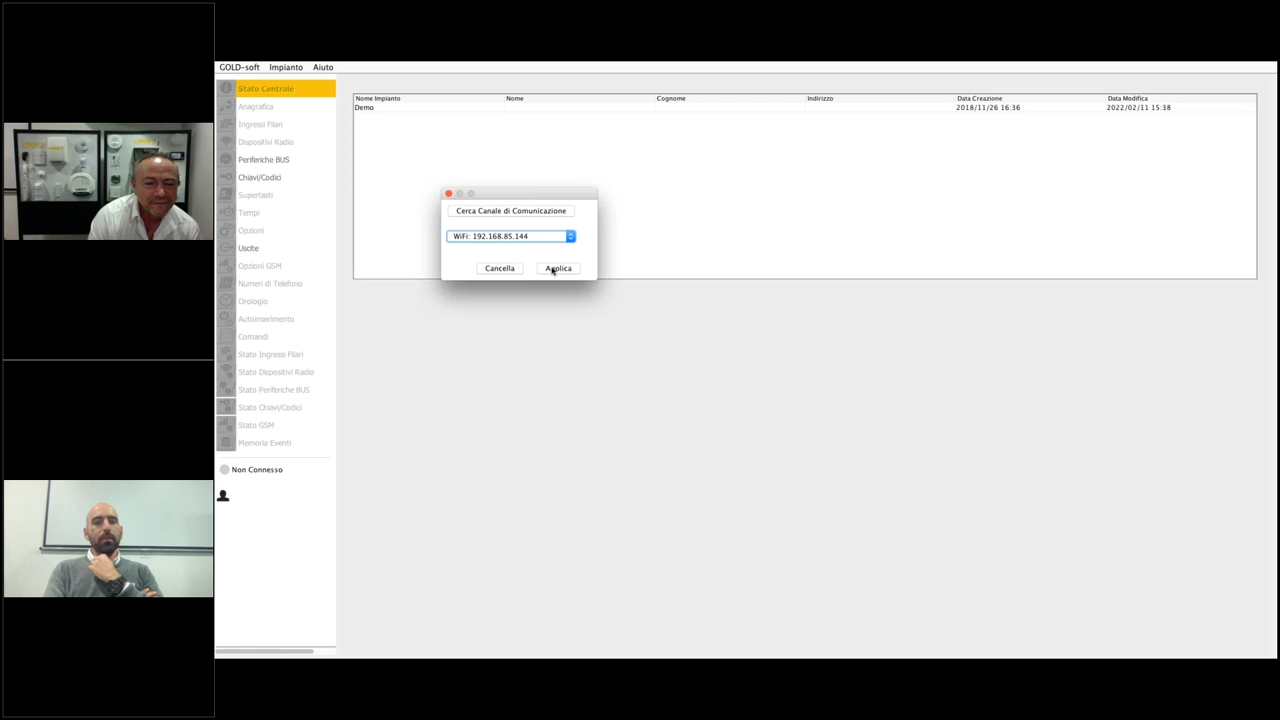 GOLD-soft Impianto Aiuto
Stato Centrale
Anagrafica
Ingressi Filari
Dispositivi Radio
Periferiche BUS
Chiavi/Codici
Supertasti
Tempi
Opzioni
Uscite
Opzioni GSM
Numeri di Telefono
Orologio
Autoinserimento
Comandi
Stato Ingressi Filari
Stato Dispositivi Radio
Stato Periferiche BUS
Stato Chiavi/Codici
Stato GSM
Memoria Eventi
Non Connesso
Nome Impianto Nome Cognome Indirizzo Data Creazione Data Modifica
Demo 2018/11/26 16:36 2022/02/11 15:38
Cerca Canale di Comunicazione
WiFi: 192.168.85.144
Cancella Applica